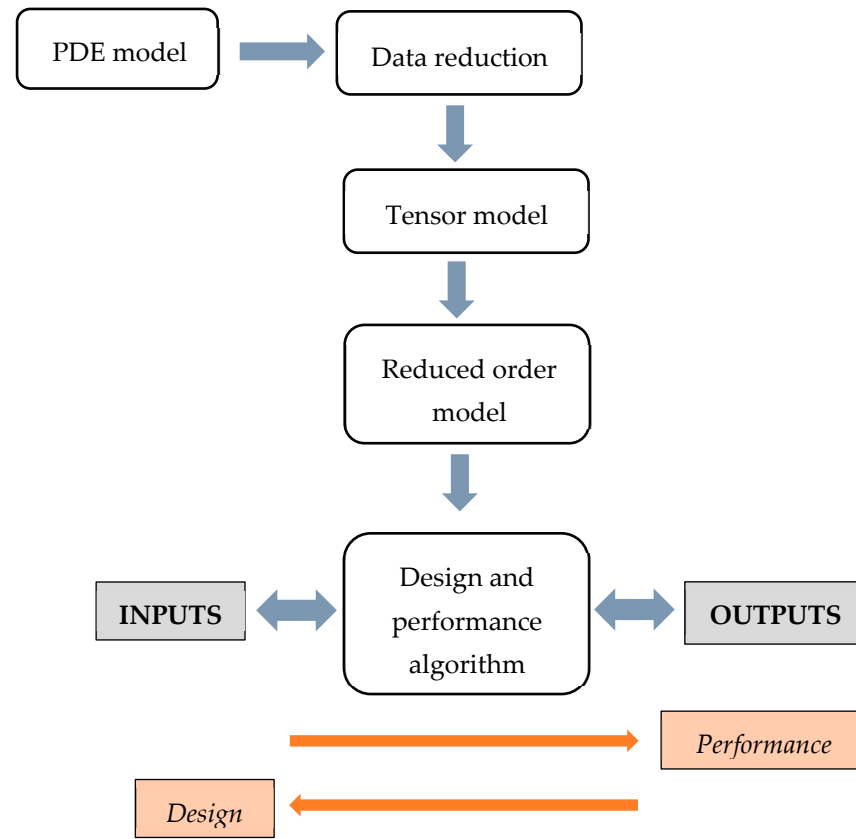 PDE model
Data reduction
Tensor model
Reduced order
model
Design and
performance
algorithm
INPUTS
OUTPUTS
Performance
Design